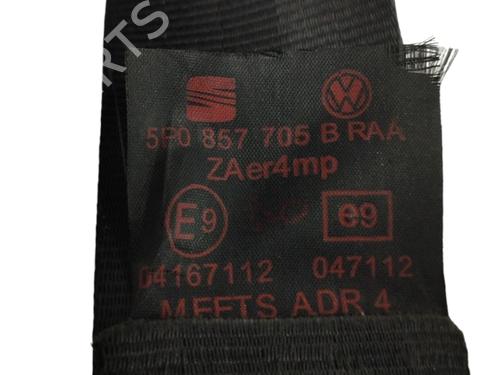 5P0 857 705 B RAA
ZAer4mp
E9 e9
04167112 047112
MEETS ADR 4